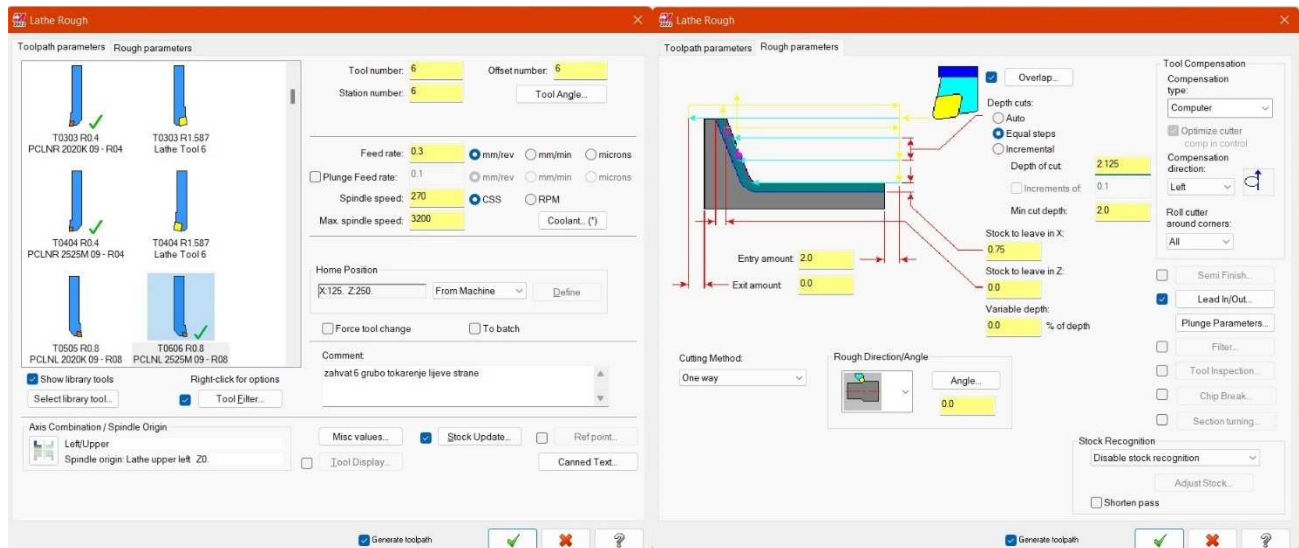 Lathe Rough
Toolpath parameters Rough parameters
T0303 R0.4
PCLNR 2020K 09 - R04
T0303 R1.587
Lathe Tool 6
T0404 R0.4
PCLNR 2525M 09 - R04
T0404 R1.587
Lathe Tool 6
T0505 R0.8
PCLNL 2020K 09 - R08
T0606 R0.8
PCLNL 2525M 09 - R08
Show library tools
Right-click for options
Select library tool...
Tool Filter...
Axis Combination / Spindle Origin
Left/Upper
Spindle origin: Lathe upper left Z0.
Tool number: 6
Offset number: 6
Station number: 6
Tool Angle...
Feed rate: 0.3 mm/rev mm/min microns
Plunge Feed rate: 0.1 mm/rev mm/min microns
Spindle speed: 270 CSS RPM
Max. spindle speed: 3200
Coolant... (*)
Home Position
X:125. Z:250.
From Machine
Define
Force tool change
To batch
Comment:
zahvat 6 grubo tokarenje lijeve strane
Misc values...
Stock Update...
Ref point...
Tool Display...
Canned Text...
Generate toolpath
Lathe Rough
Toolpath parameters Rough parameters
Overlap...
Depth cuts:
Auto
Equal steps
Incremental
Depth of cut: 2.125
Increments of: 0.1
Min cut depth: 2.0
Stock to leave in X:
0.75
Stock to leave in Z:
0.0
Variable depth:
0.0 % of depth
Entry amount: 2.0
Exit amount: 0.0
Cutting Method:
One way
Rough Direction/Angle
Angle...
0.0
Tool Compensation
Compensation
type:
Computer
Optimize cutter
comp in control
Compensation
direction:
Left
Roll cutter
around corners:
All
Semi Finish...
Lead In/Out...
Plunge Parameters...
Filter...
Tool Inspection...
Chip Break...
Section turning...
Stock Recognition
Disable stock recognition
Adjust Stock...
Shorten pass
Generate toolpath